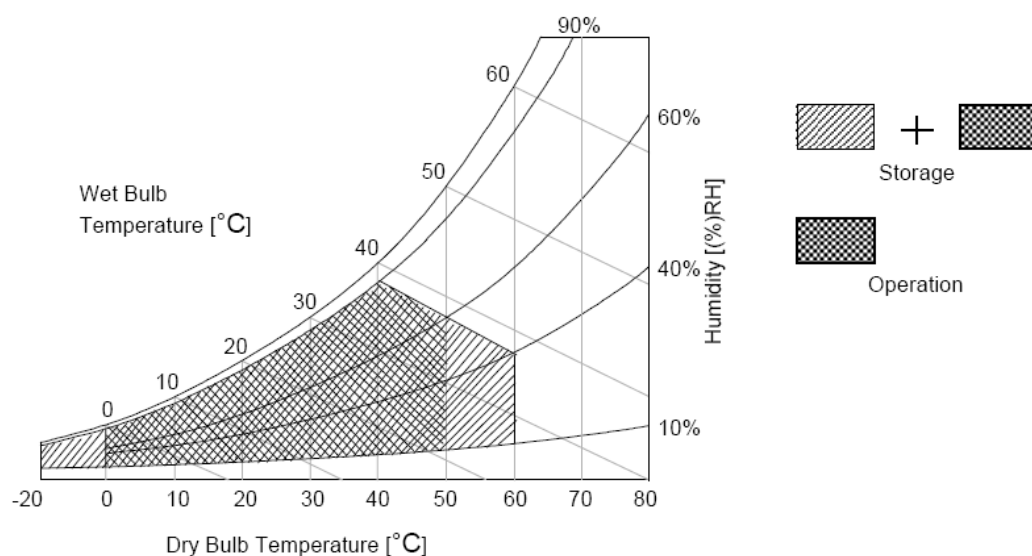 90%
60
60%
50
Wet Bulb
Temperature [°C]
Storage
40
40%
30
Operation
20
10
0
10%
Humidity [(%)RH]
-20 0 10 20 30 40 50 60 70 80
Dry Bulb Temperature [°C]